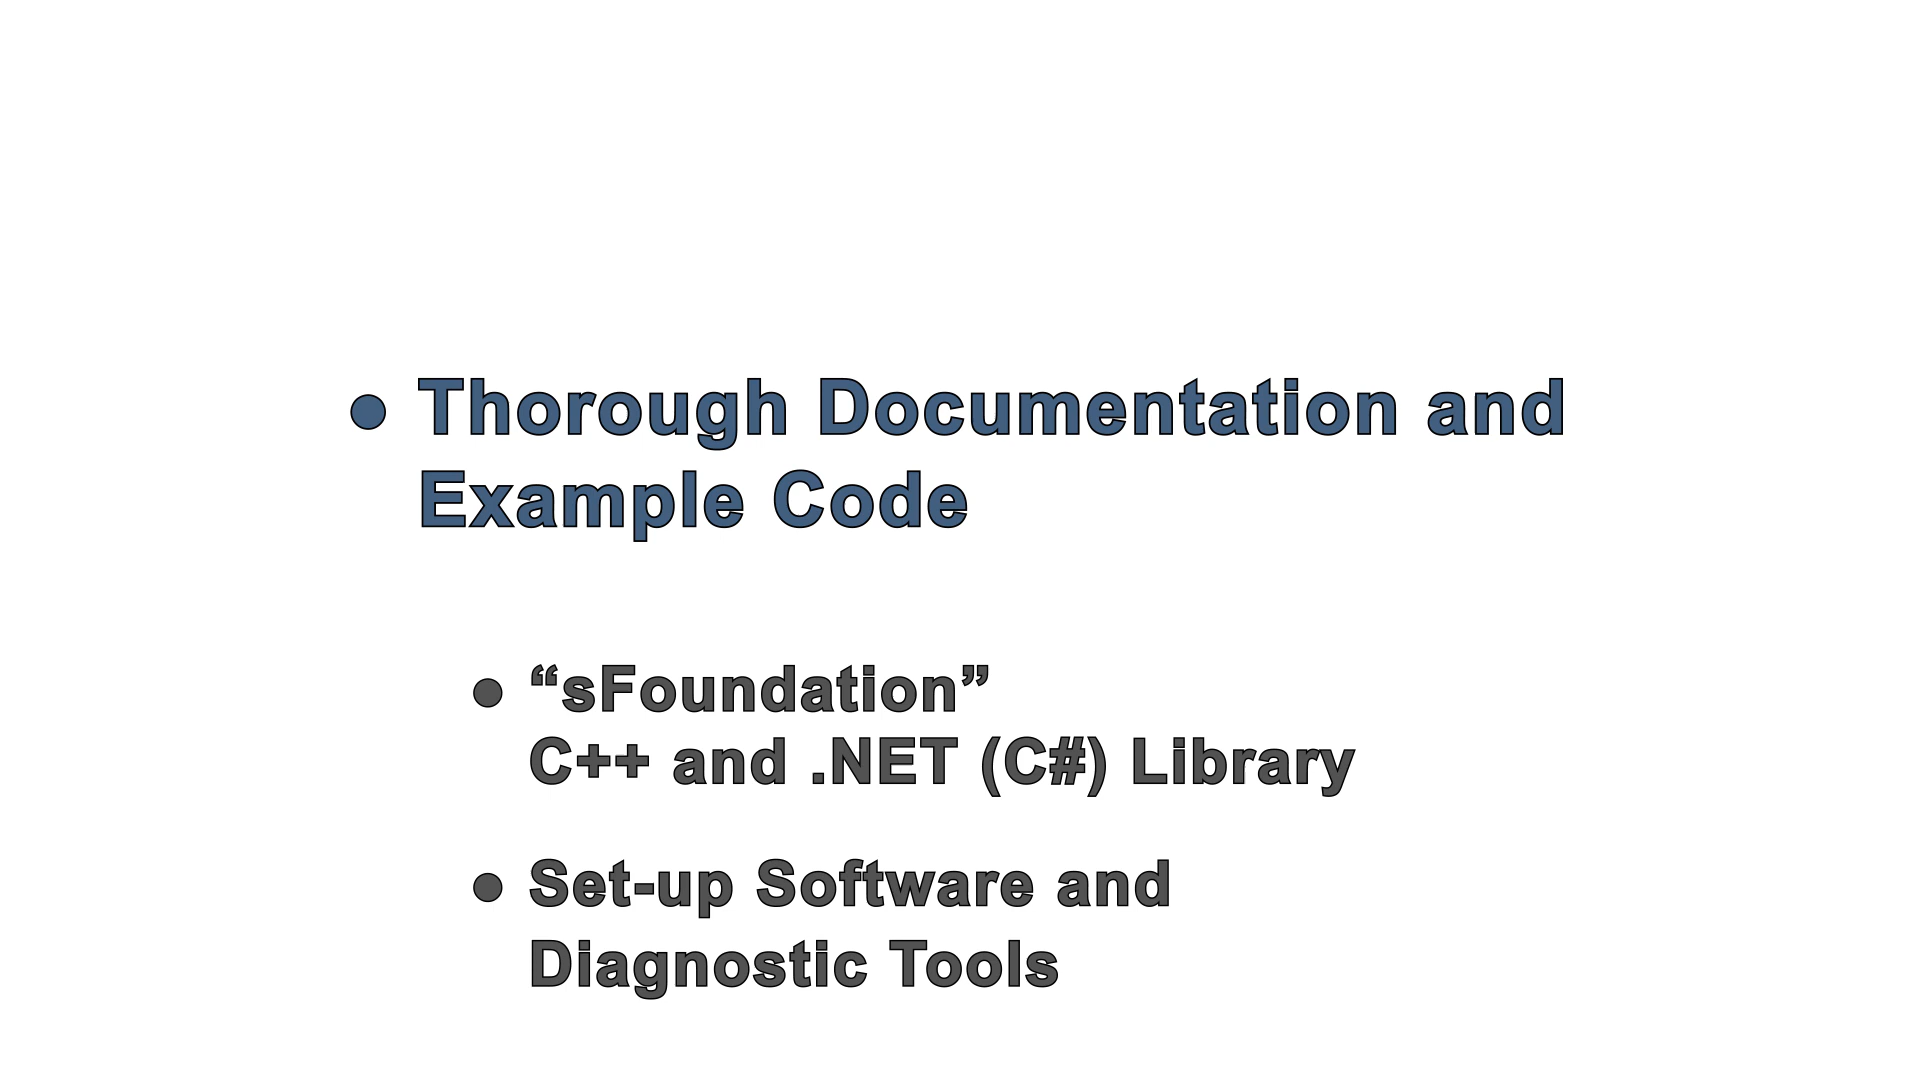 ● Thorough Documentation and
Example Code
● “sFoundation”
C++ and .NET (C#) Library
● Set-up Software and
Diagnostic Tools